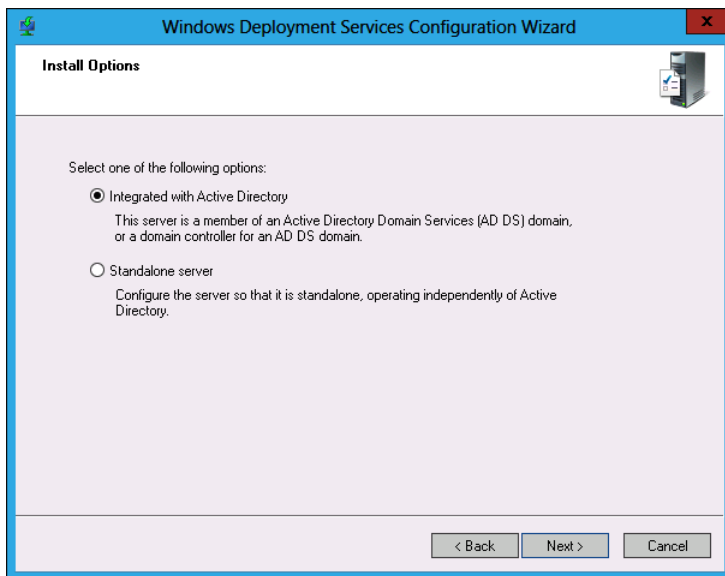 Windows Deployment Services Configuration Wizard
x
Install Options
Select one of the following options:
Integrated with Active Directory
This server is a member of an Active Directory Domain Services (AD DS) domain,
or a domain controller for an AD DS domain.
Standalone server
Configure the server so that it is standalone, operating independently of Active
Directory.
< Back Next > Cancel